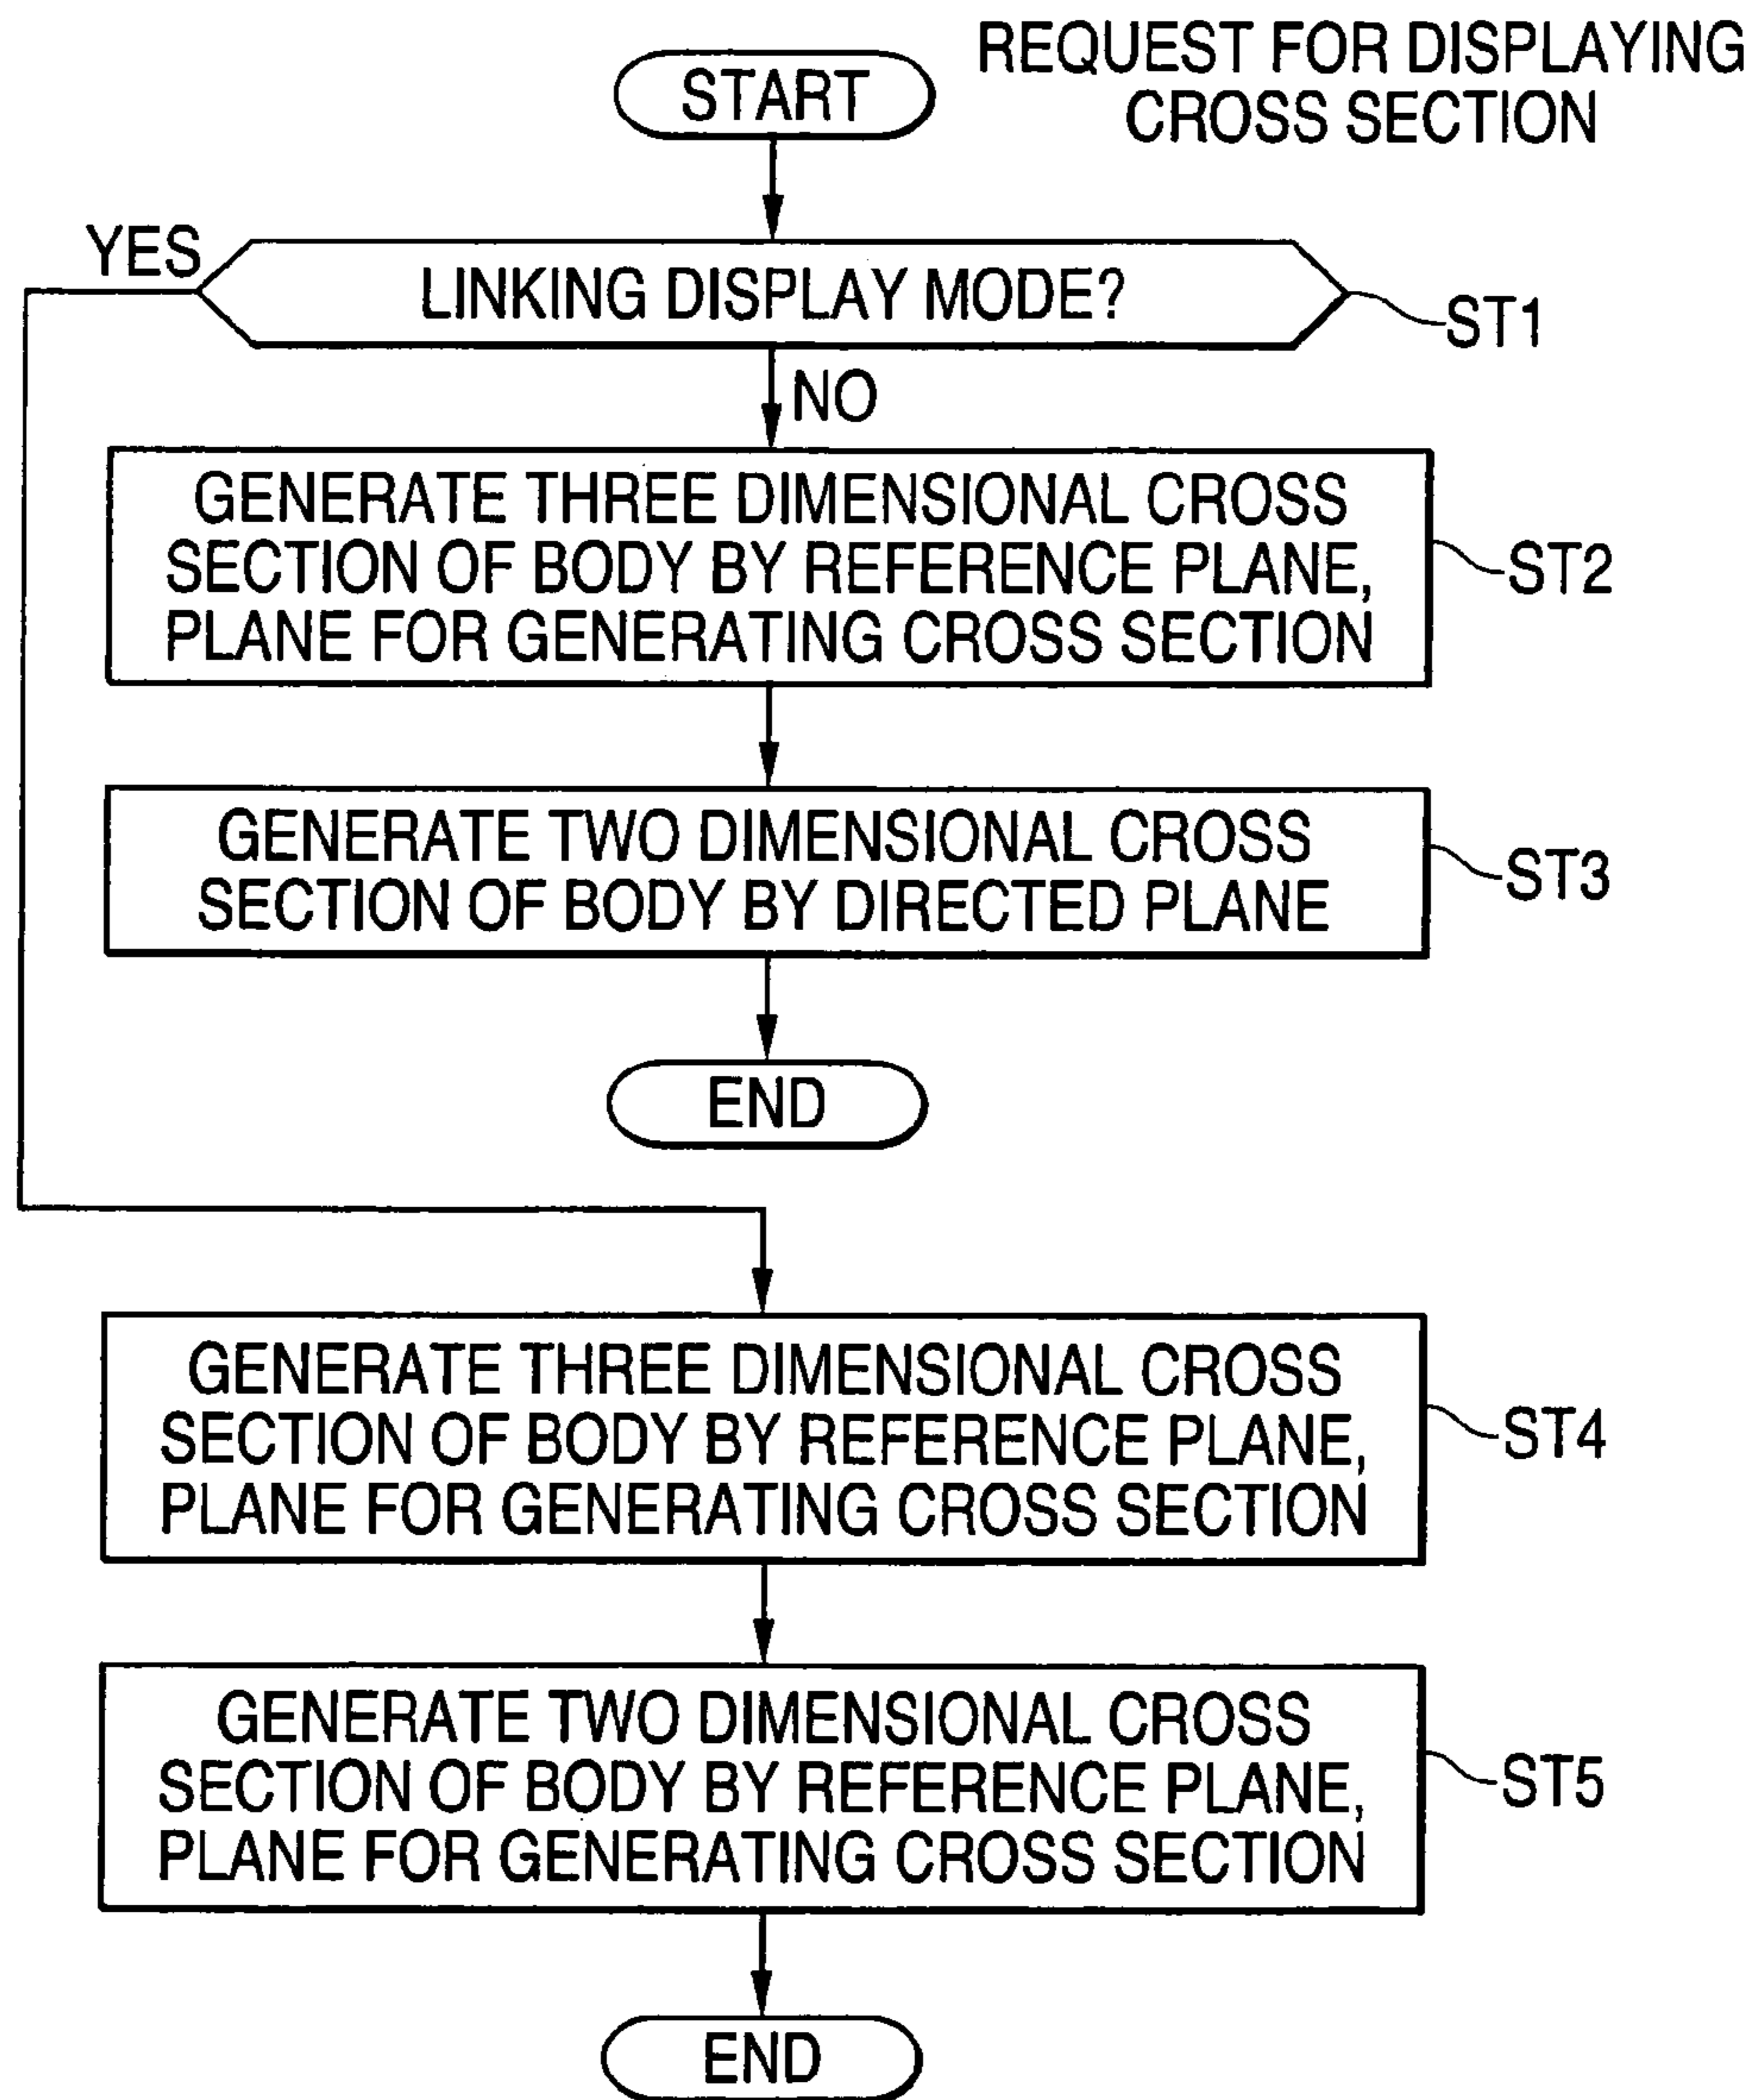 REQUEST FOR DISPLAYING
CROSS SECTION
START
YES
LINKING DISPLAY MODE?
ST1
NO
GENERATE THREE DIMENSIONAL CROSS
SECTION OF BODY BY REFERENCE PLANE,
PLANE FOR GENERATING CROSS SECTION
ST2
GENERATE TWO DIMENSIONAL CROSS
SECTION OF BODY BY DIRECTED PLANE
ST3
END
GENERATE THREE DIMENSIONAL CROSS
SECTION OF BODY BY REFERENCE PLANE,
PLANE FOR GENERATING CROSS SECTION
ST4
GENERATE TWO DIMENSIONAL CROSS
SECTION OF BODY BY REFERENCE PLANE,
PLANE FOR GENERATING CROSS SECTION
ST5
END